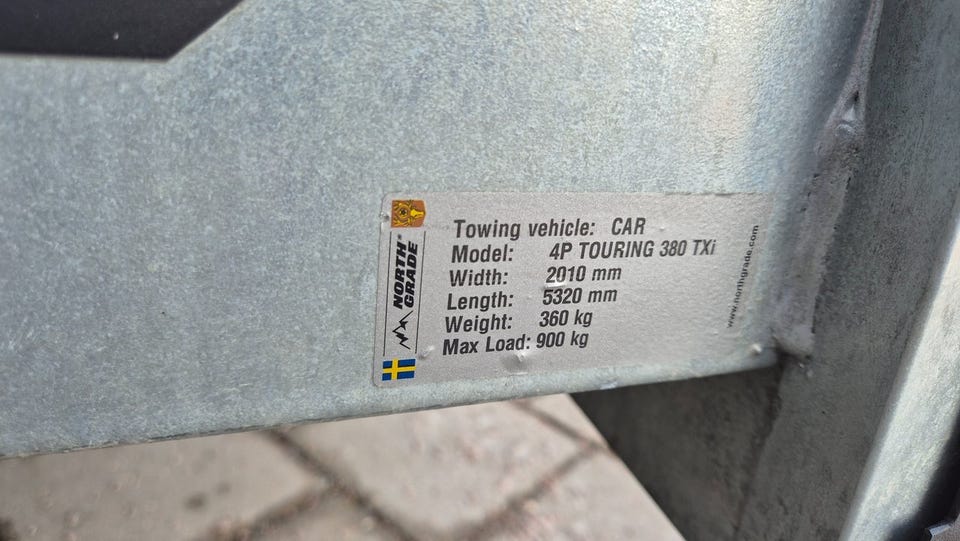 NORTH
GRADE®
Towing vehicle: CAR
Model: 4P TOURING 380 TXi
Width: 2010 mm
Length: 5320 mm
Weight: 360 kg
Max Load: 900 kg
www.northgrade.com